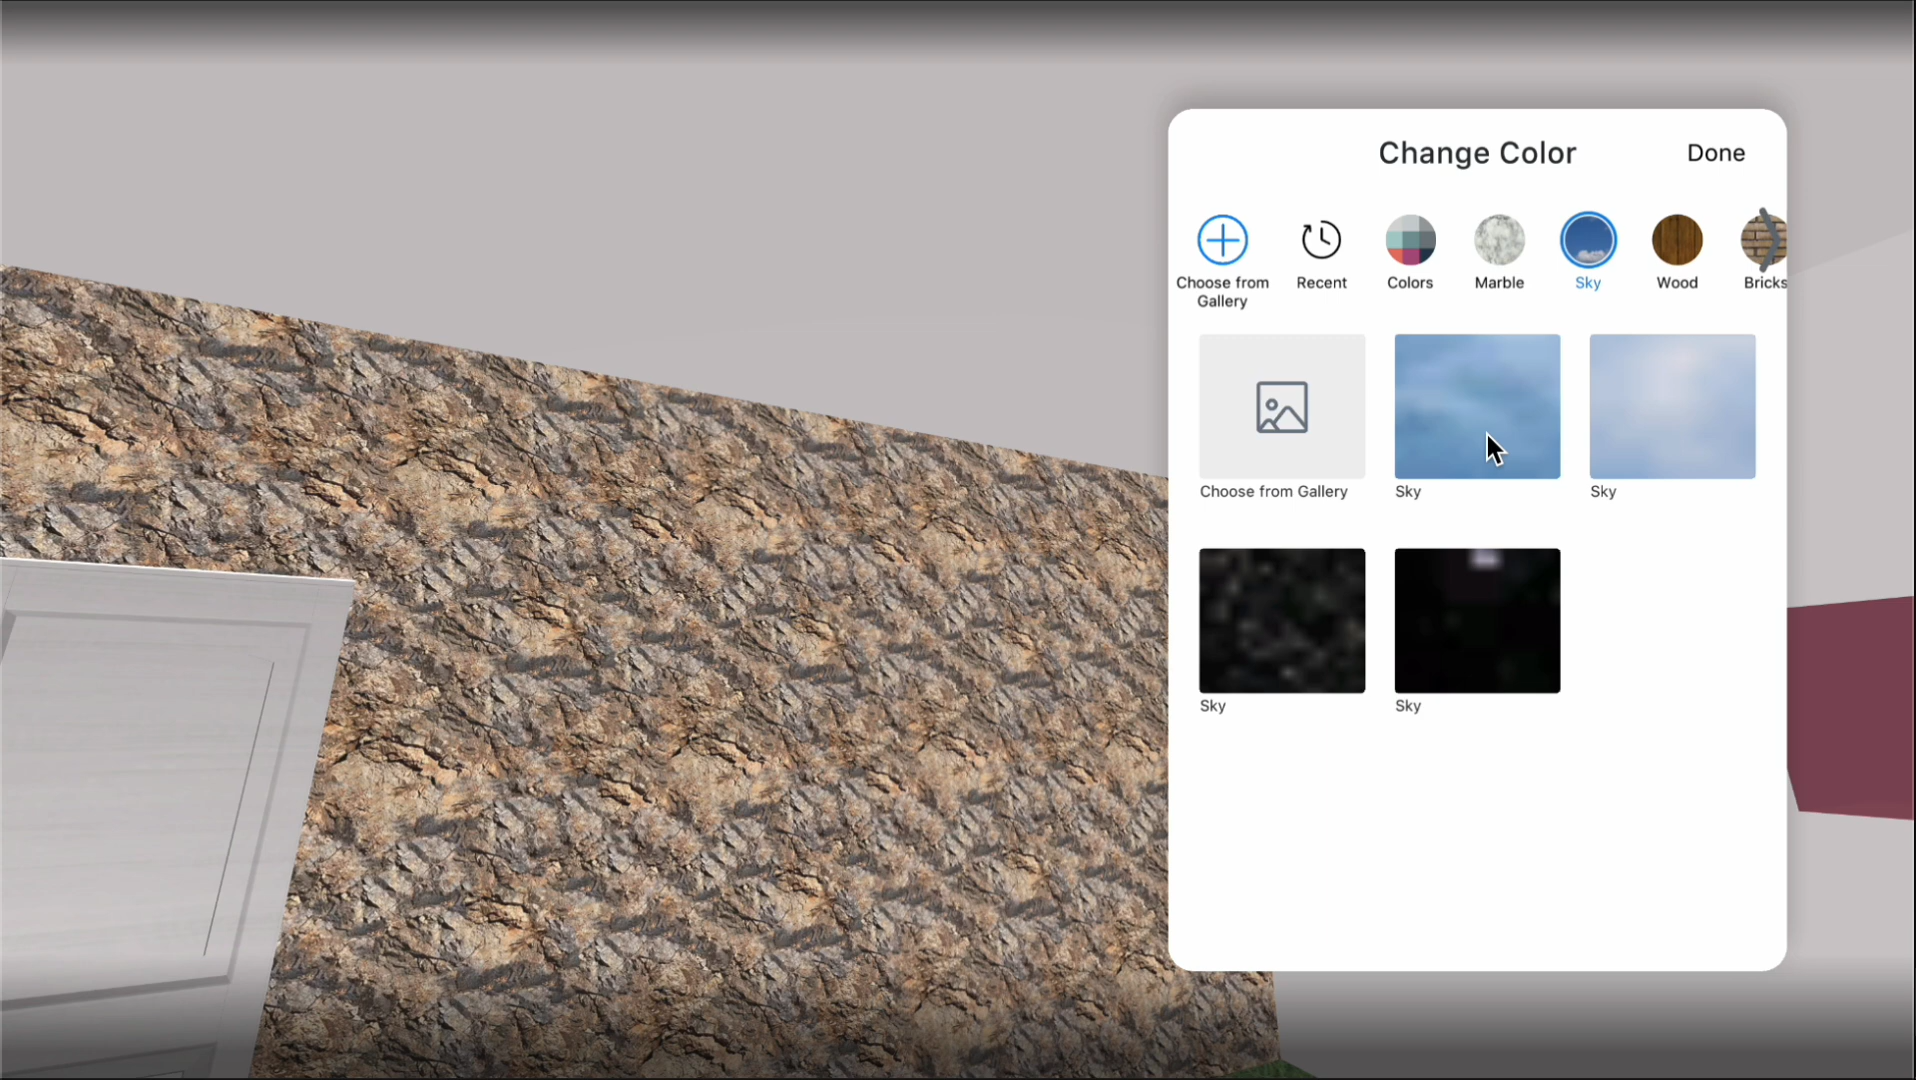 Change Color
Done
Choose from
Gallery
Recent
Colors
Marble
Sky
Wood
Bricks
Choose from Gallery
Sky
Sky
Sky
Sky